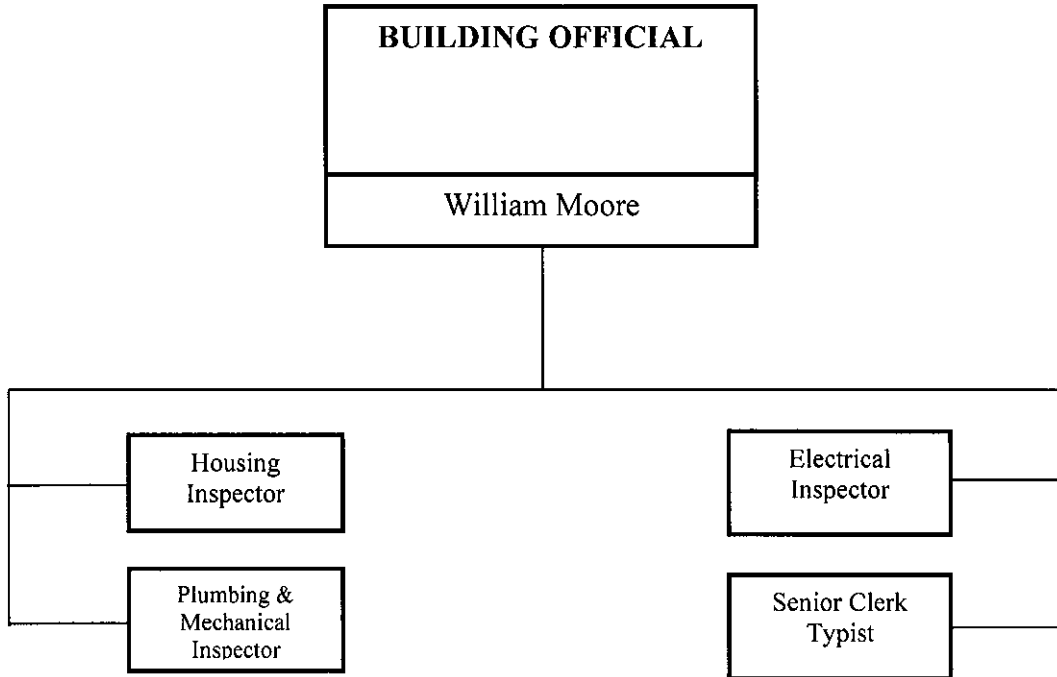 BUILDING OFFICIAL
William Moore
Housing
Inspector
Electrical
Inspector
Plumbing &
Mechanical
Inspector
Senior Clerk
Typist